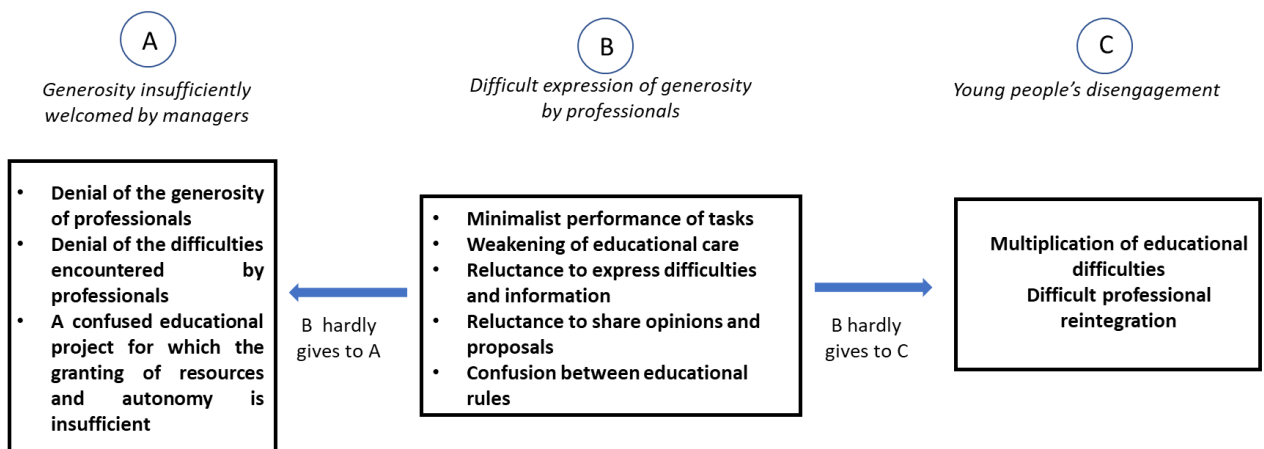 A
Generosity insufficiently
welcomed by managers
• Denial of the generosity
of professionals
• Denial of the difficulties
encountered by
professionals
• A confused educational
project for which the
granting of resources
and autonomy is
insufficient
B hardly
gives to A
B
Difficult expression of generosity
by professionals
• Minimalist performance of tasks
• Weakening of educational care
• Reluctance to express difficulties
and information
• Reluctance to share opinions and
proposals
• Confusion between educational
rules
B hardly
gives to C
C
Young people’s disengagement
Multiplication of educational
difficulties
Difficult professional
reintegration